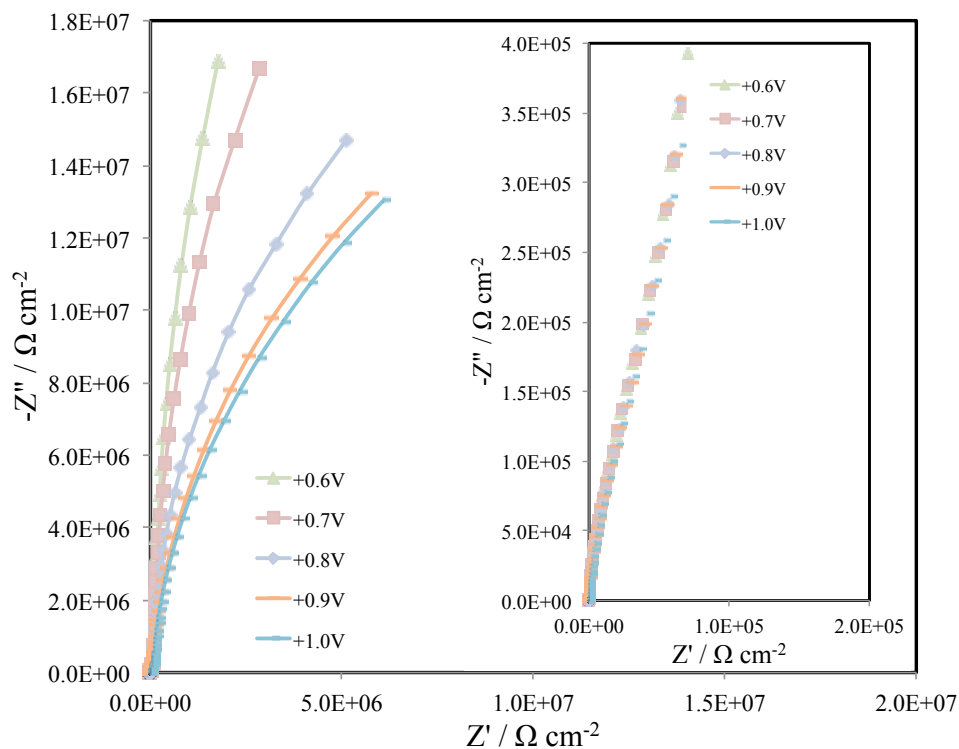 1.8E+07
1.6E+07
1.4E+07
1.2E+07
1.0E+07
8.0E+06
6.0E+06
4.0E+06
2.0E+06
0.0E+00
-Z" / Ω cm-2
0.0E+00 5.0E+06 1.0E+07 1.5E+07 2.0E+07
Z' / Ω cm-2
+0.6V
+0.7V
+0.8V
+0.9V
+1.0V
4.0E+05
3.5E+05
3.0E+05
2.5E+05
2.0E+05
1.5E+05
1.0E+05
5.0E+04
0.0E+00
-Z" / Ω cm-2
0.0E+00 1.0E+05 2.0E+05
Z' / Ω cm-2
+0.6V
+0.7V
+0.8V
+0.9V
+1.0V